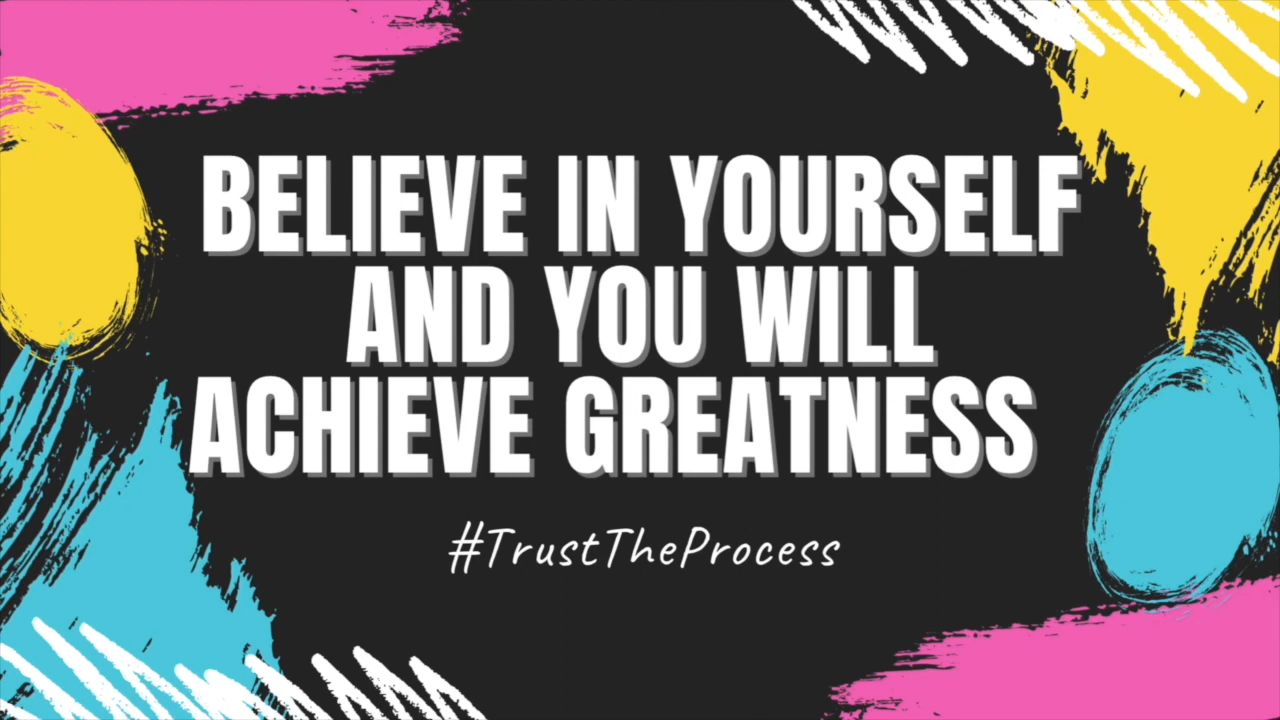 BELIEVE IN YOURSELF
AND YOU WILL
ACHIEVE GREATNESS
#TrustTheProcess